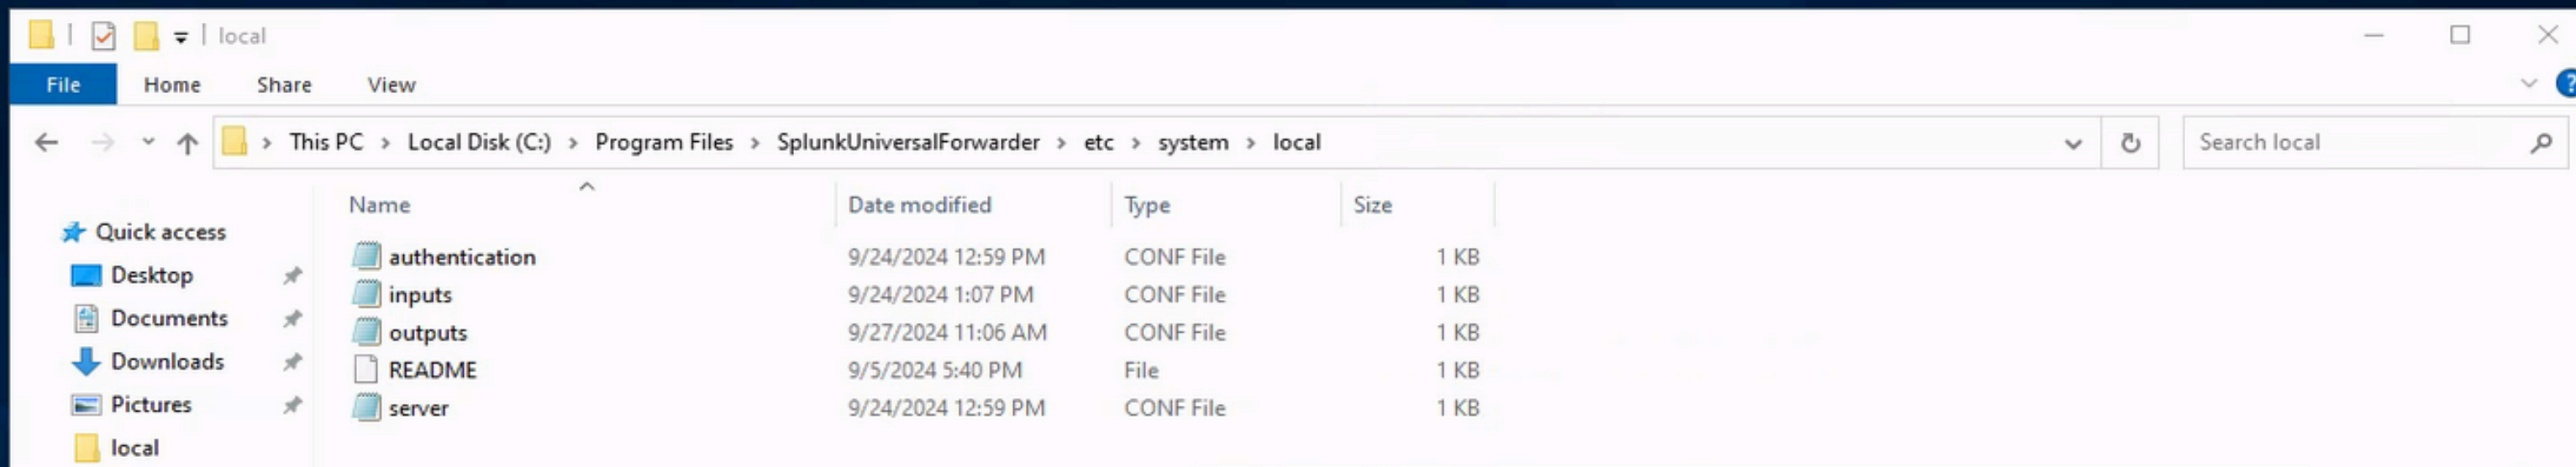 local
File Home Share View
This PC > Local Disk (C:) > Program Files > SplunkUniversalForwarder > etc > system > local
Search local
Name Date modified Type Size
Quick access
Desktop
Documents
Downloads
Pictures
local
authentication 9/24/2024 12:59 PM CONF File 1 KB
inputs 9/24/2024 1:07 PM CONF File 1 KB
outputs 9/27/2024 11:06 AM CONF File 1 KB
README 9/5/2024 5:40 PM File 1 KB
server 9/24/2024 12:59 PM CONF File 1 KB